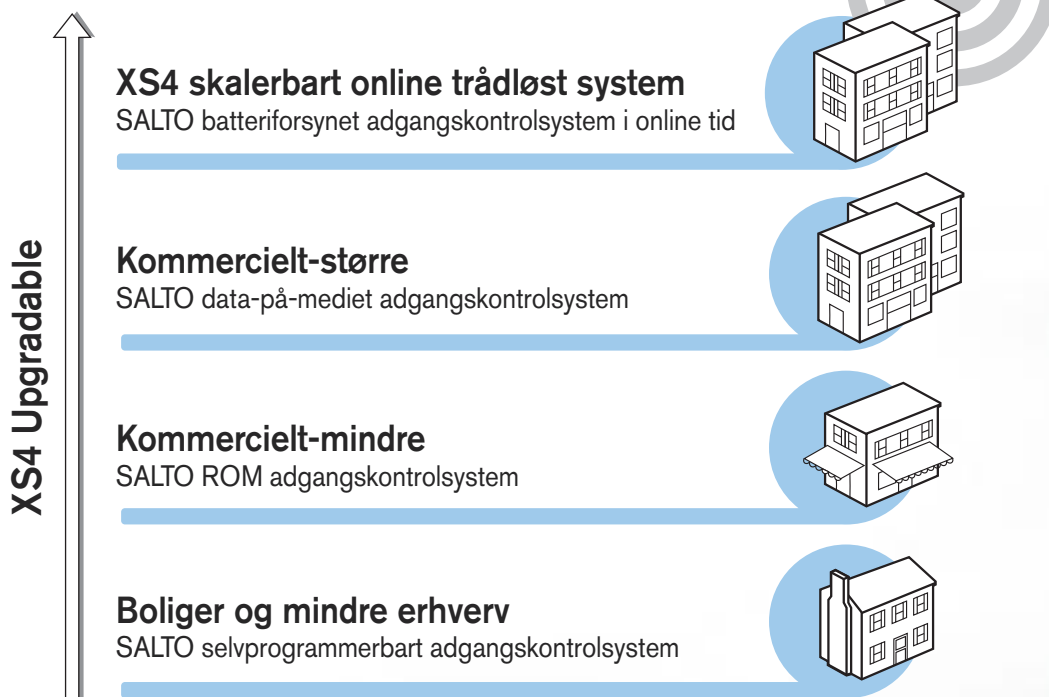 XS4 Upgradable
XS4 skalerbart online trådløst system
SALTO batteriforsynet adgangskontrolsystem i online tid
Kommercielt-større
SALTO data-på-mediet adgangskontrolsystem
Kommercielt-mindre
SALTO ROM adgangskontrolsystem
Boliger og mindre erhverv
SALTO selvprogrammerbart adgangskontrolsystem